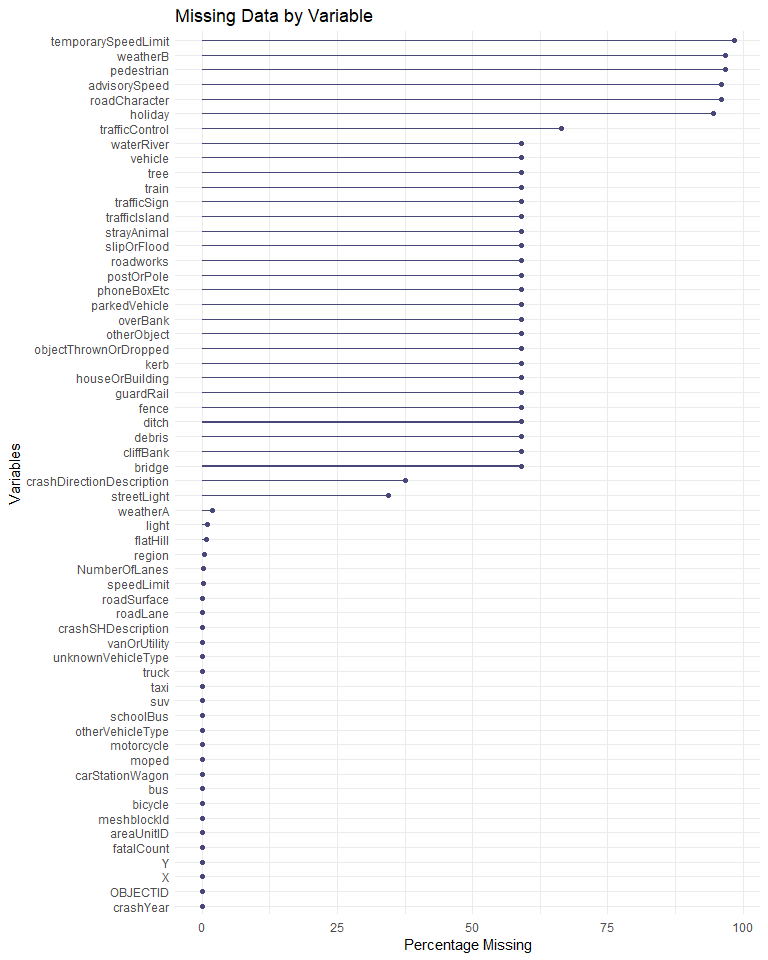 Missing Data by Variable
temporarySpeedLimit
weatherB
pedestrian
advisorySpeed
roadCharacter
holiday
trafficControl
waterRiver
vehicle
tree
train
trafficSign
trafficIsland
strayAnimal
slipOrFlood
roadworks
postOrPole
phoneBoxEtc
parkedVehicle
overBank
otherObject
objectThrownOrDropped
kerb
houseOrBuilding
guardRail
fence
ditch
debris
cliffBank
bridge
crashDirectionDescription
streetLight
weatherA
light
flatHill
region
NumberOfLanes
speedLimit
roadSurface
roadLane
crashSHDescription
vanOrUtility
unknownVehicleType
truck
taxi
suv
schoolBus
otherVehicleType
motorcycle
moped
carStationWagon
bus
bicycle
meshblockId
areaUnitID
fatalCount
Y
X
OBJECTID
crashYear
Variables
0 25 50 75 100
Percentage Missing